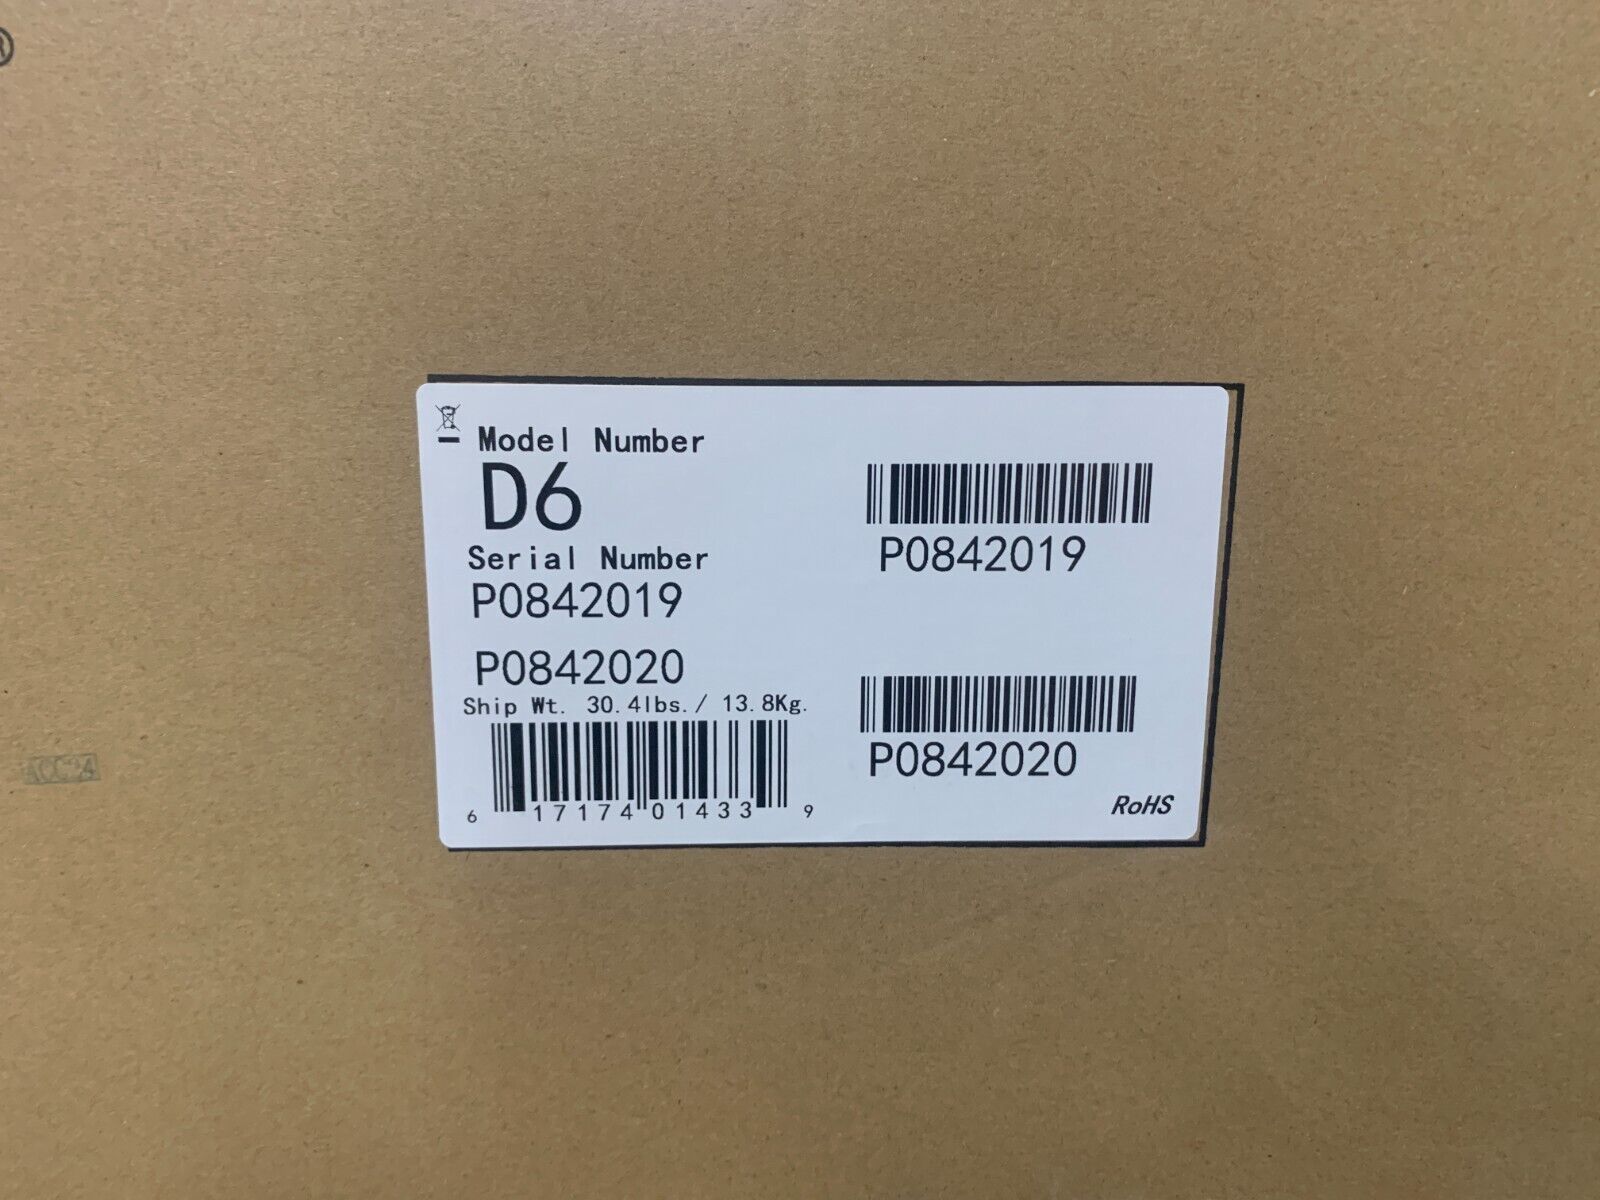 ®
Model Number
D6
Serial Number
P0842019
P0842020
Ship Wt. 30.4lbs./ 13.8Kg.
6 17174 01433 9
P0842019
P0842020
RoHS